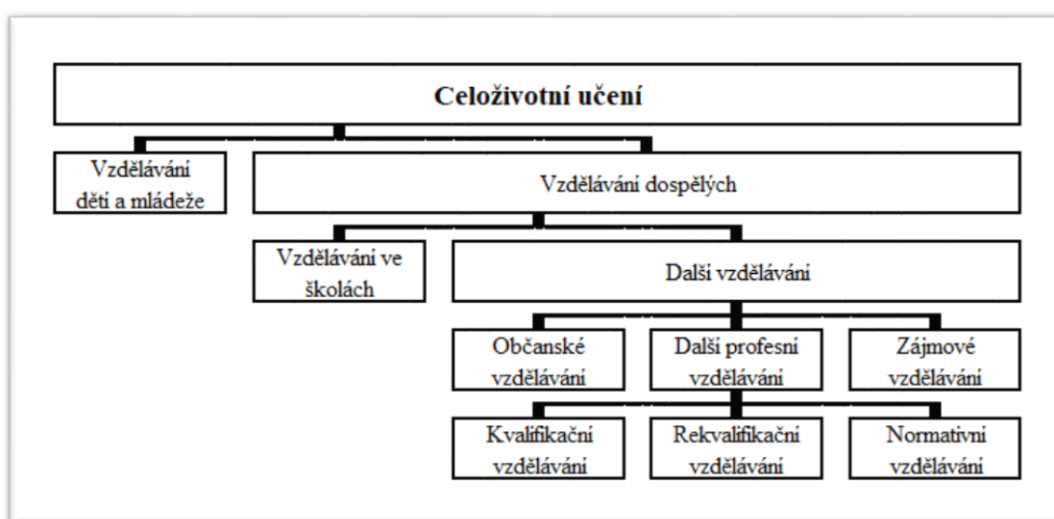 Celoživotní učení
Vzdělávání
dětí a mládeže
Vzdělávání dospělých
Vzdělávání ve
školách
Další vzdělávání
Občanské
vzdělávání
Další profesní
vzdělávání
Zájmové
vzdělávání
Kvalifikační
vzdělávání
Rekvalifikační
vzdělávání
Normativní
vzdělávání